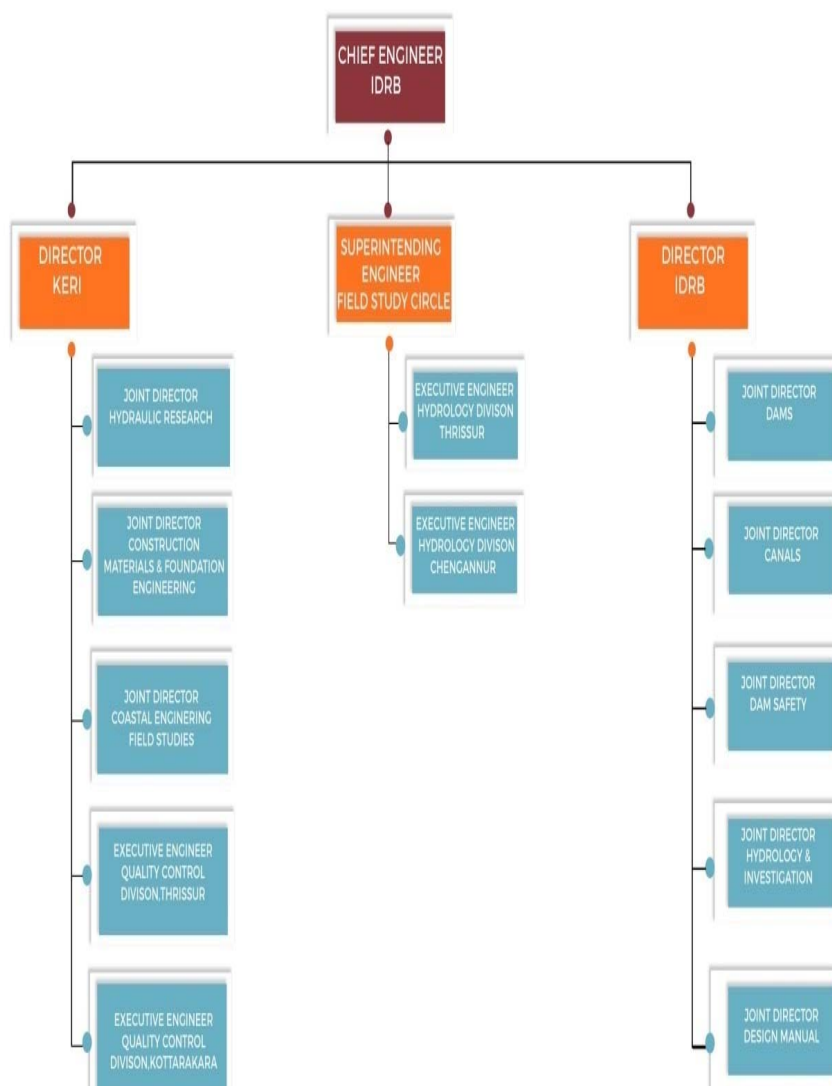 CHIEF ENGINEER
IDRB
DIRECTOR
KERI
SUPERINTENDING
ENGINEER
FIELD STUDY CIRCLE
DIRECTOR
IDRB
JOINT DIRECTOR
HYDRAULIC RESEARCH
JOINT DIRECTOR
CONSTRUCTION
MATERIALS & FOUNDATION
ENGINEERING
JOINT DIRECTOR
COASTAL ENGINERING
FIELD STUDIES
EXECUTIVE ENGINEER
QUALITY CONTROL
DIVISON,THRISSUR
EXECUTIVE ENGINEER
QUALITY CONTROL
DIVISON,KOTTARAKARA
EXECUTIVE ENGINEER
HYDROLOGY DIVISON
THRISSUR
EXECUTIVE ENGINEER
HYDROLOGY DIVISON
CHENGANNUR
JOINT DIRECTOR
DAMS
JOINT DIRECTOR
CANALS
JOINT DIRECTOR
DAM SAFETY
JOINT DIRECTOR
HYDROLOGY &
INVESTIGATION
JOINT DIRECTOR
DESIGN MANUAL